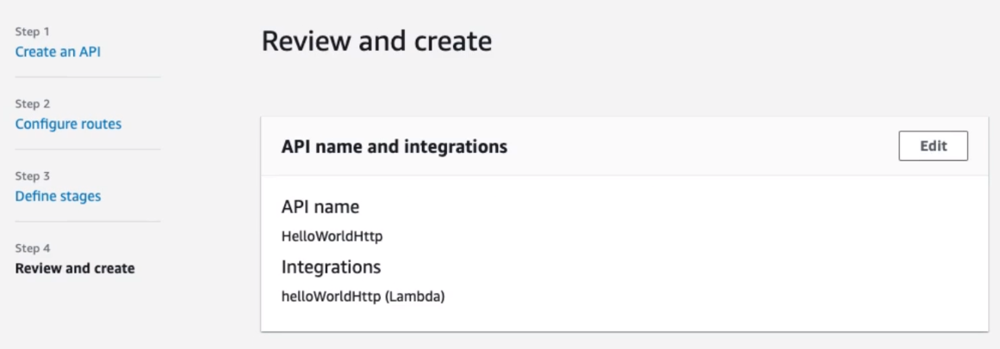 Step 1
Create an API
Step 2
Configure routes
Step 3
Define stages
Step 4
Review and create
Review and create
API name and integrations
Edit
API name
HelloWorldHttp
Integrations
helloWorldHttp (Lambda)